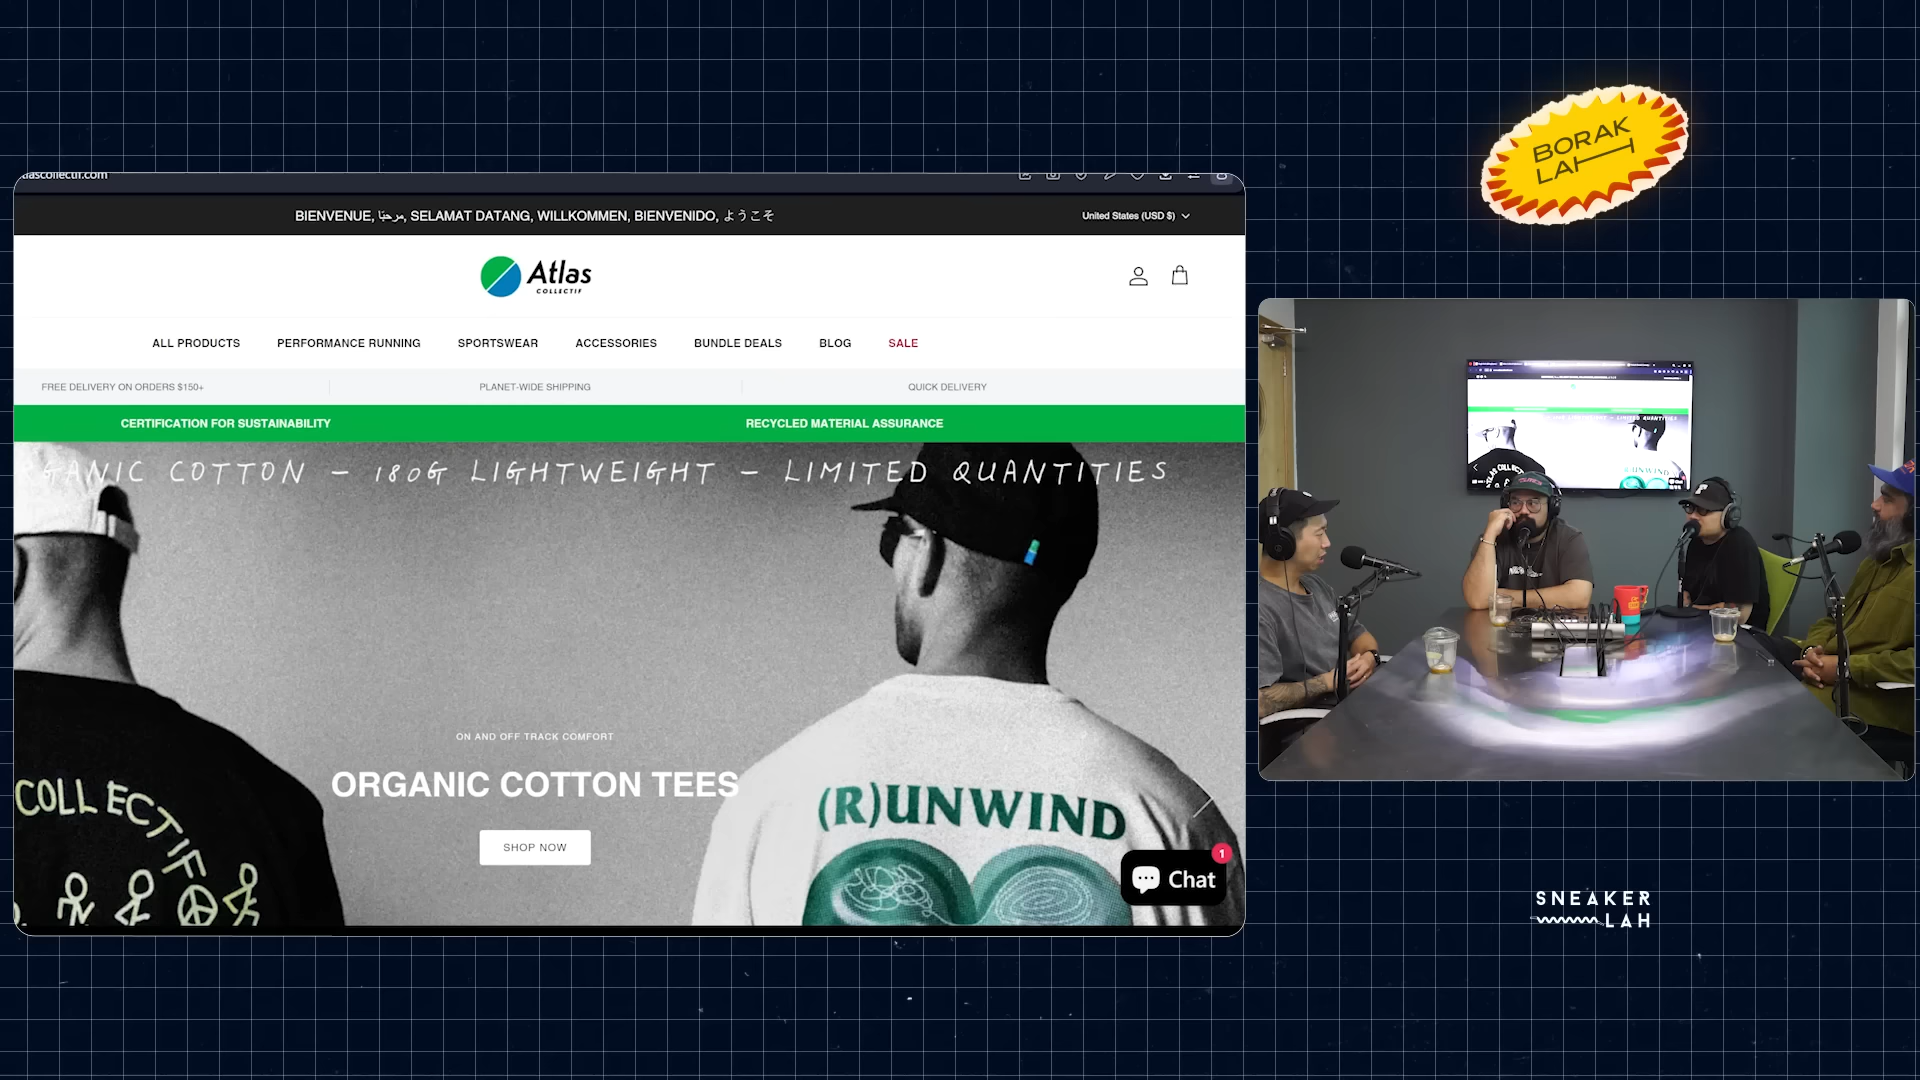 BORAK
LAH
BIENVENUE, مرحبًا, SELAMAT DATANG, WILLKOMMEN, BIENVENIDO, ようこそ
United States (USD $)
Atlas
COLLECTIF
ALL PRODUCTS PERFORMANCE RUNNING SPORTSWEAR ACCESSORIES BUNDLE DEALS BLOG SALE
FREE DELIVERY ON ORDERS $150+ PLANET-WIDE SHIPPING QUICK DELIVERY
CERTIFICATION FOR SUSTAINABILITY RECYCLED MATERIAL ASSURANCE
GANIC COTTON – 180G LIGHTWEIGHT – LIMITED QUANTITIES
ON AND OFF TRACK COMFORT
ORGANIC COTTON TEES
SHOP NOW
COLLECTIF
(R)UNWIND
Chat
1
SNEAKER
LAH